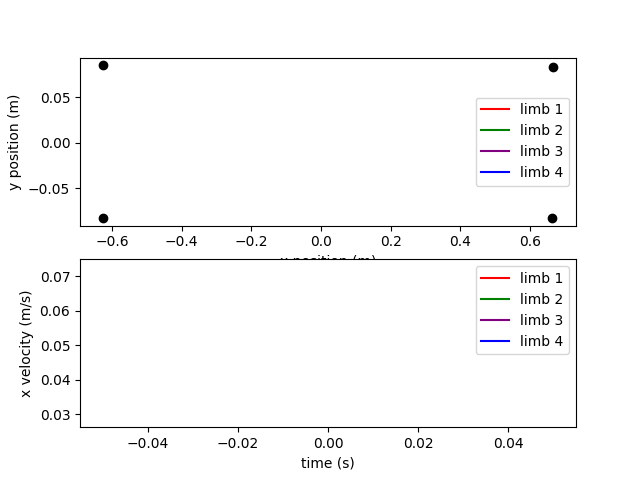 y position (m)
0.05
0.00
−0.05
limb 1
limb 2
limb 3
limb 4
−0.6
−0.4
−0.2
0.0
0.2
0.4
0.6
x position (m)
x velocity (m/s)
0.07
0.06
0.05
0.04
0.03
limb 1
limb 2
limb 3
limb 4
−0.04
−0.02
0.00
0.02
0.04
time (s)